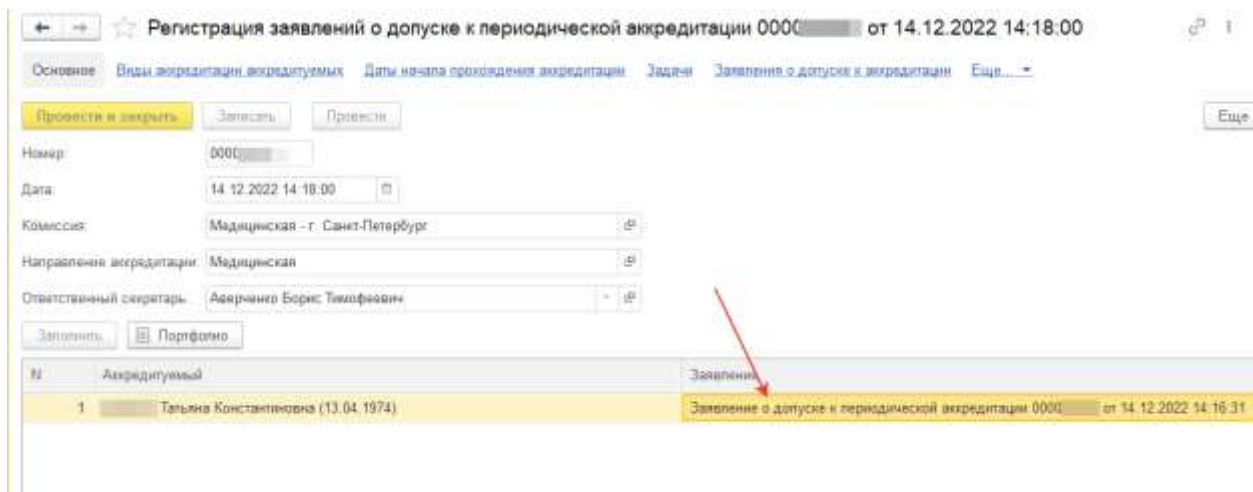 Регистрация заявлений о допуске к периодической аккредитации 0000 от 14.12.2022 14:18:00
Основное Виды аккредитации аккредитуемых Даты начала прохождения аккредитации Задачи Заявления о допуске к аккредитации Еще...
Провести и закрыть Записать Провести Еще
Номер: 0000
Дата: 14.12.2022 14:18:00
Комиссия: Медицинская - г. Санкт-Петербург
Направление аккредитации: Медицинская
Ответственный секретарь: Аверченко Борис Тимофеевич
Заполнить Портфолио
N Аккредитуемый Заявление
1 Татьяна Константиновна (13.04.1974) Заявление о допуске к периодической аккредитации 0000 от 14.12.2022 14:16:31